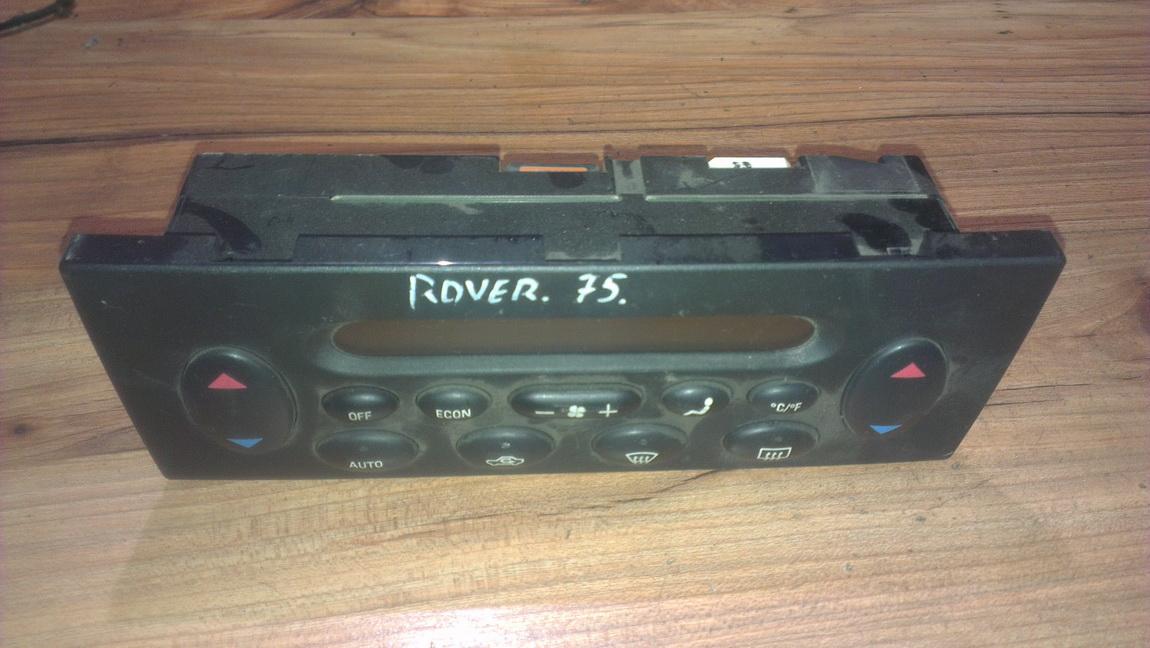 ROVER. 75.
OFF ECON − + °C/°F
AUTO